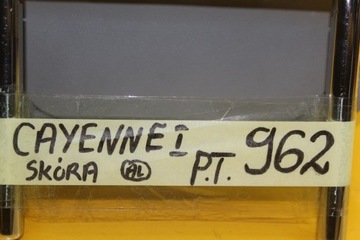 CAYENNE I
SKÓRA AL P.T. 962